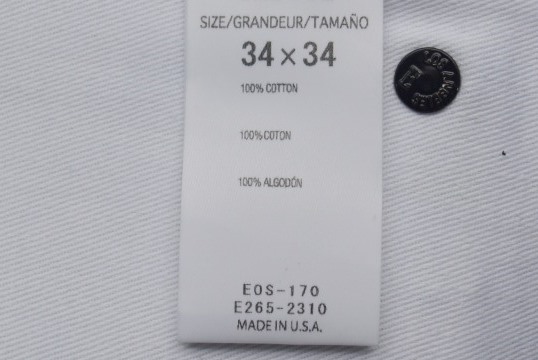 SIZE/GRANDEUR/TAMAÑO
34 x 34
100% COTTON
100% COTON
100% ALGODÓN
EOS-170
E265-2310
MADE IN U.S.A.